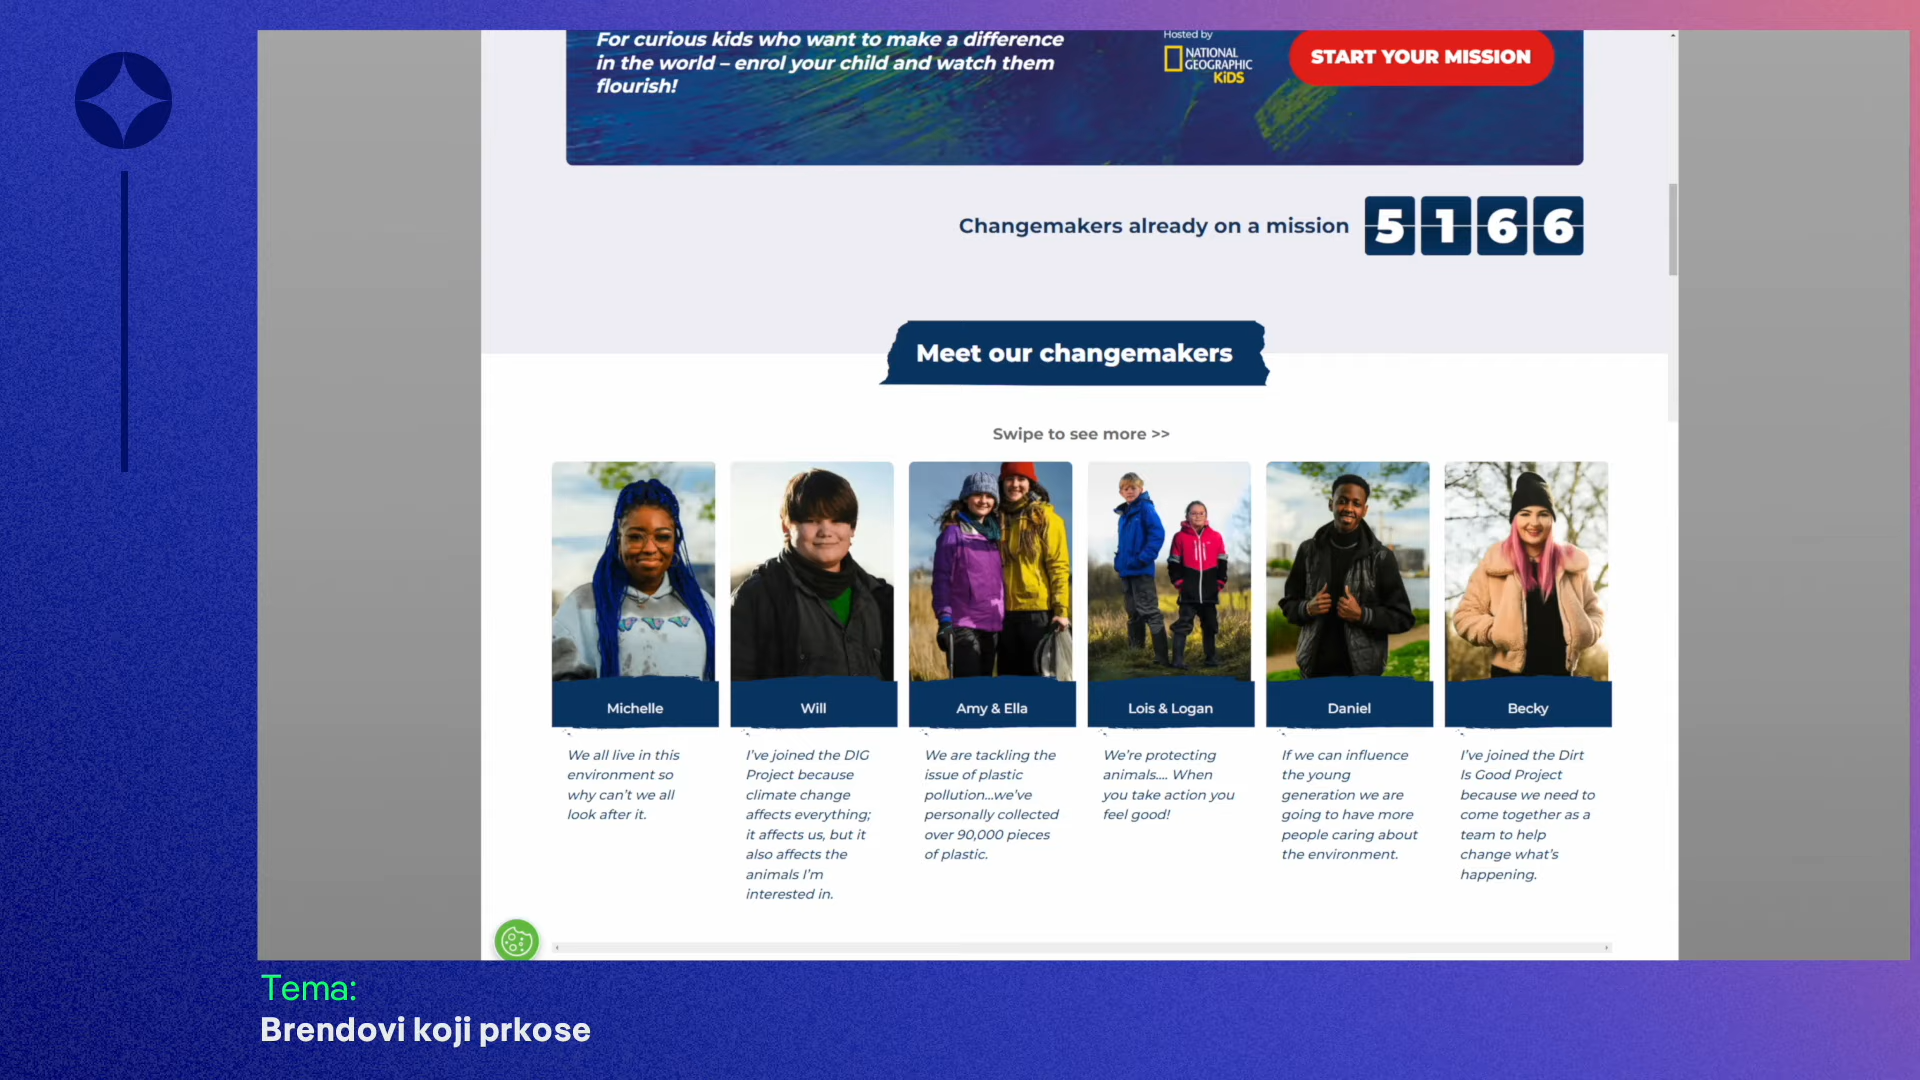 For curious kids who want to make a difference
in the world – enrol your child and watch them
flourish!
Hosted by
NATIONAL
GEOGRAPHIC
KiDS
START YOUR MISSION
Changemakers already on a mission 5166
Meet our changemakers
Swipe to see more >>
Michelle
We all live in this
environment so
why can't we all
look after it.
Will
I've joined the DIG
Project because
climate change
affects everything;
it affects us, but it
also affects the
animals I'm
interested in.
Amy & Ella
We are tackling the
issue of plastic
pollution...we've
personally collected
over 90,000 pieces
of plastic.
Lois & Logan
We're protecting
animals.... When
you take action you
feel good!
Daniel
If we can influence
the young
generation we are
going to have more
people caring about
the environment.
Becky
I've joined the Dirt
Is Good Project
because we need to
come together as a
team to help
change what's
happening.
Tema:
Brendovi koji prkose